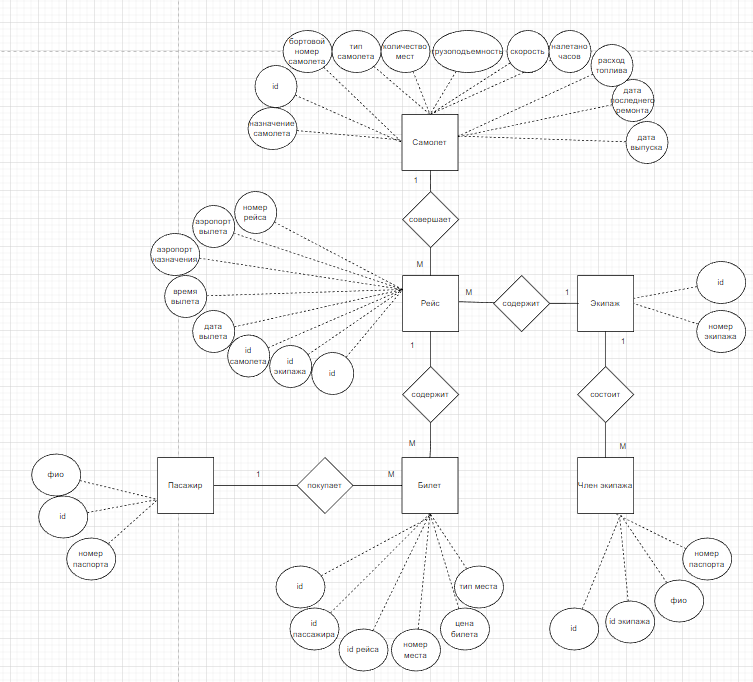 бортовой
номер
самолета
тип
самолета
количество
мест
грузоподъемность
скорость
налетано
часов
расход
топлива
дата
последнего
ремонта
дата
выпуска
id
назначение
самолета
Самолет
1
совершает
М
номер
рейса
аэропорт
вылета
аэропорт
назначения
время
вылета
дата
вылета
id
самолета
id
экипажа
id
Рейс
М
содержит
1
Экипаж
id
номер
экипажа
1
содержит
М
1
состоит
М
фио
id
номер
паспорта
Пасажир
1
покупает
М
Билет
Член экипажа
id
id
пассажира
id рейса
номер
места
цена
билета
тип места
id
id экипажа
фио
номер
паспорта